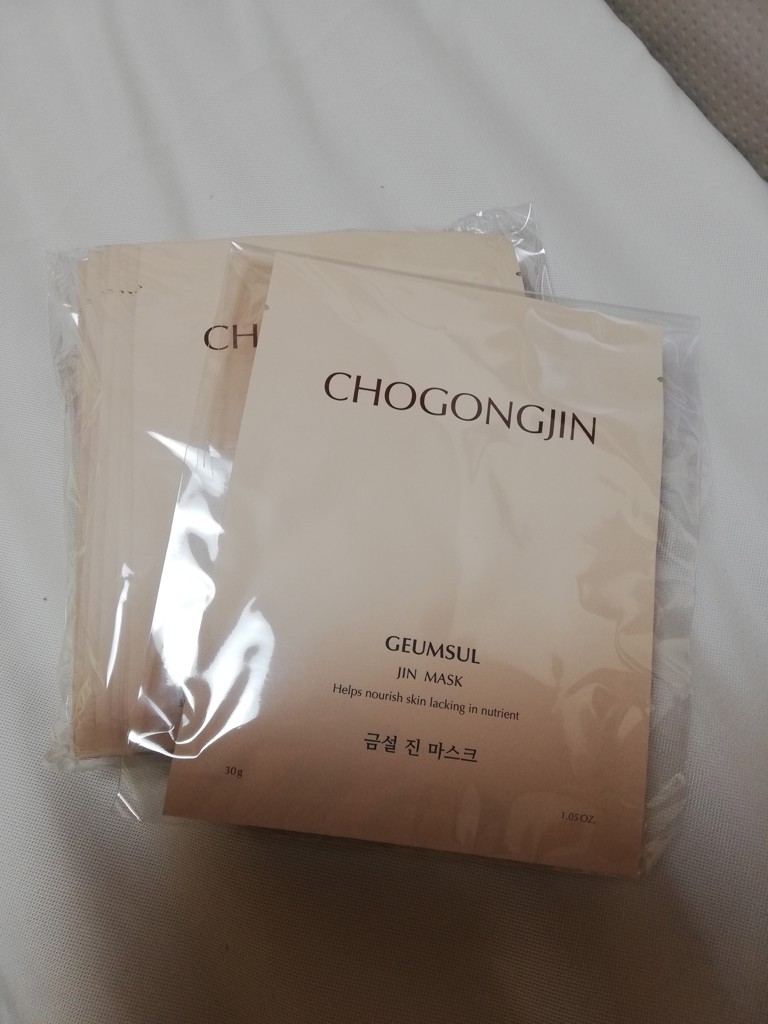 CH
CHOGONGJIN
GEUMSUL
JIN MASK
Helps nourish skin lacking in nutrient
금설 진 마스크
30g
1.05 OZ.